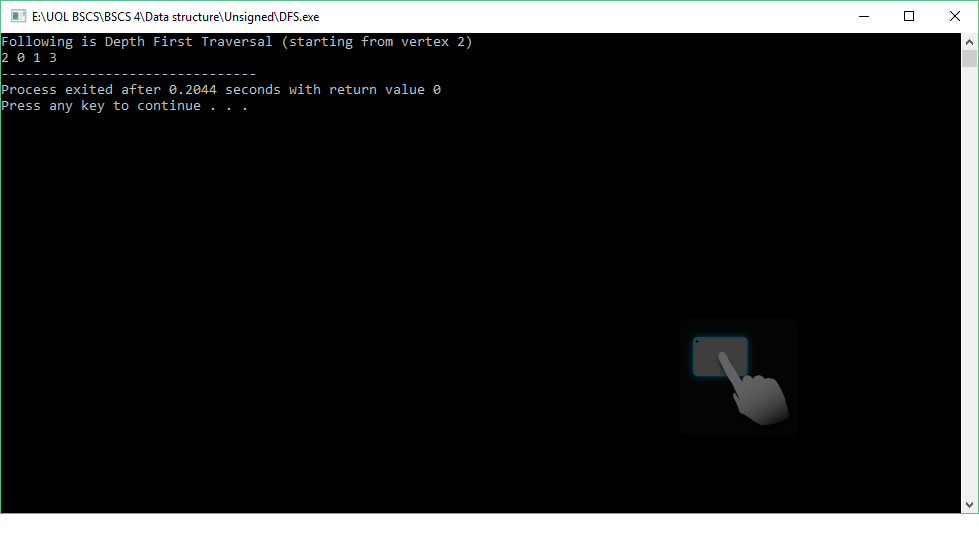 E:\UOL BSCS\BSCS 4\Data structure\Unsigned\DFS.exe
Following is Depth First Traversal (starting from vertex 2)
2 0 1 3
--------------------------------
Process exited after 0.2044 seconds with return value 0
Press any key to continue . . .